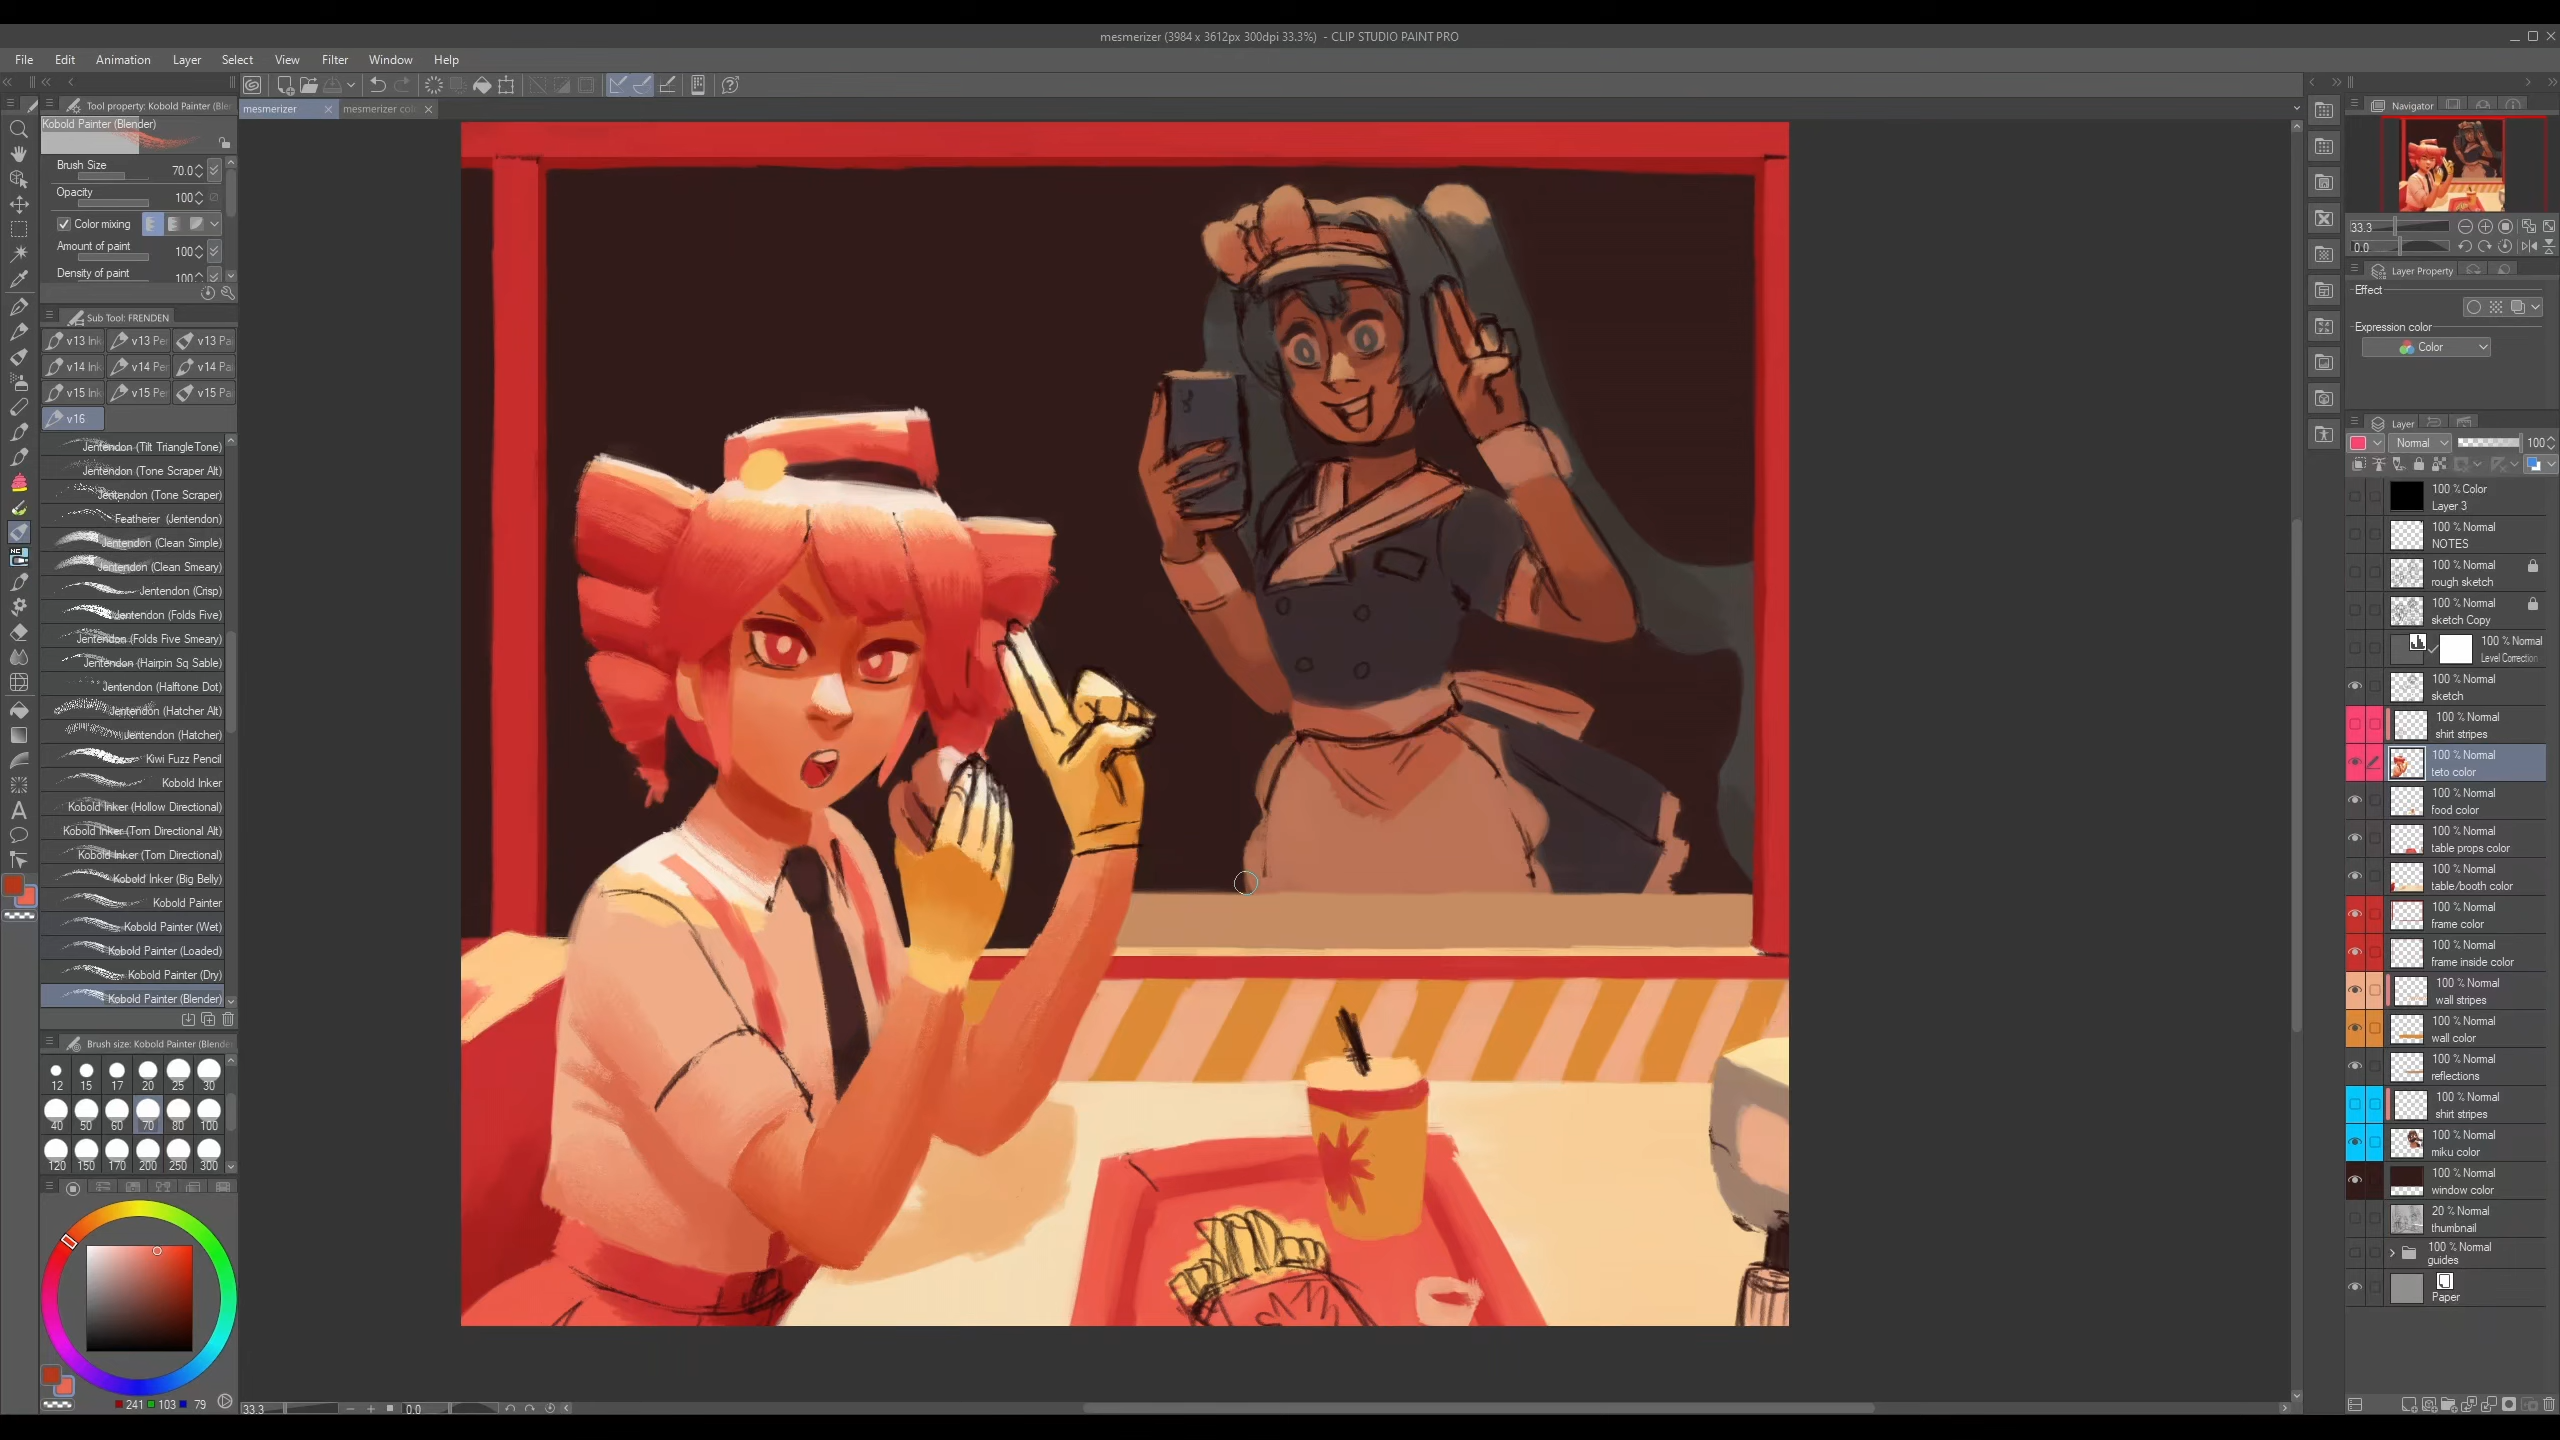 mesmerizer (3984 x 3612px 300dpi 33.3%) - CLIP STUDIO PAINT PRO
File Edit Animation Layer Select View Filter Window Help
Tool property: Kobold Painter (Ble
mesmerizer
mesmerizer col
Kobold Painter (Blender)
Brush Size 70.0
Opacity 100
Color mixing
Amount of paint 100
Density of paint 100
Sub Tool: FRENDEN
v13 Ink v13 Pe v13 Pa
v14 Ink v14 Pe v14 Pa
v15 Ink v15 Pe v15 Pa
v16
Jentendon (Tilt TriangleTone)
Jentendon (Tone Scraper Alt)
Jentendon (Tone Scraper)
Featherer (Jentendon)
Jentendon (Clean Simple)
Jentendon (Clean Smeary)
Jentendon (Crisp)
Jentendon (Folds Five)
Jentendon (Folds Five Smeary)
Jentendon (Hairpin Sq Sable)
Jentendon (Halftone Dot)
Jentendon (Hatcher Alt)
Jentendon (Hatcher)
Kiwi Fuzz Pencil
Kobold Inker
Kobold Inker (Hollow Directional)
Kobold Inker (Torn Directional Alt)
Kobold Inker (Torn Directional)
Kobold Inker (Big Belly)
Kobold Painter
Kobold Painter (Wet)
Kobold Painter (Loaded)
Kobold Painter (Dry)
Kobold Painter (Blender)
Brush size: Kobold Painter (Blende
12 15 17 20 25 30
40 50 60 70 80 100
120 150 170 200 250 300
241 103 79
33.3 0.0
Navigator
33.3
0.0
Layer Property
Effect
Expression color
Color
Layer
Normal 100
100 % Color
Layer 3
100 % Normal
NOTES
100 % Normal
rough sketch
100 % Normal
sketch Copy
100 % Normal
Level Correction
100 % Normal
sketch
100 % Normal
shirt stripes
100 % Normal
teto color
100 % Normal
food color
100 % Normal
table props color
100 % Normal
table/booth color
100 % Normal
frame color
100 % Normal
frame inside color
100 % Normal
wall stripes
100 % Normal
wall color
100 % Normal
reflections
100 % Normal
shirt stripes
100 % Normal
miku color
100 % Normal
window color
20 % Normal
thumbnail
100 % Normal
guides
Paper